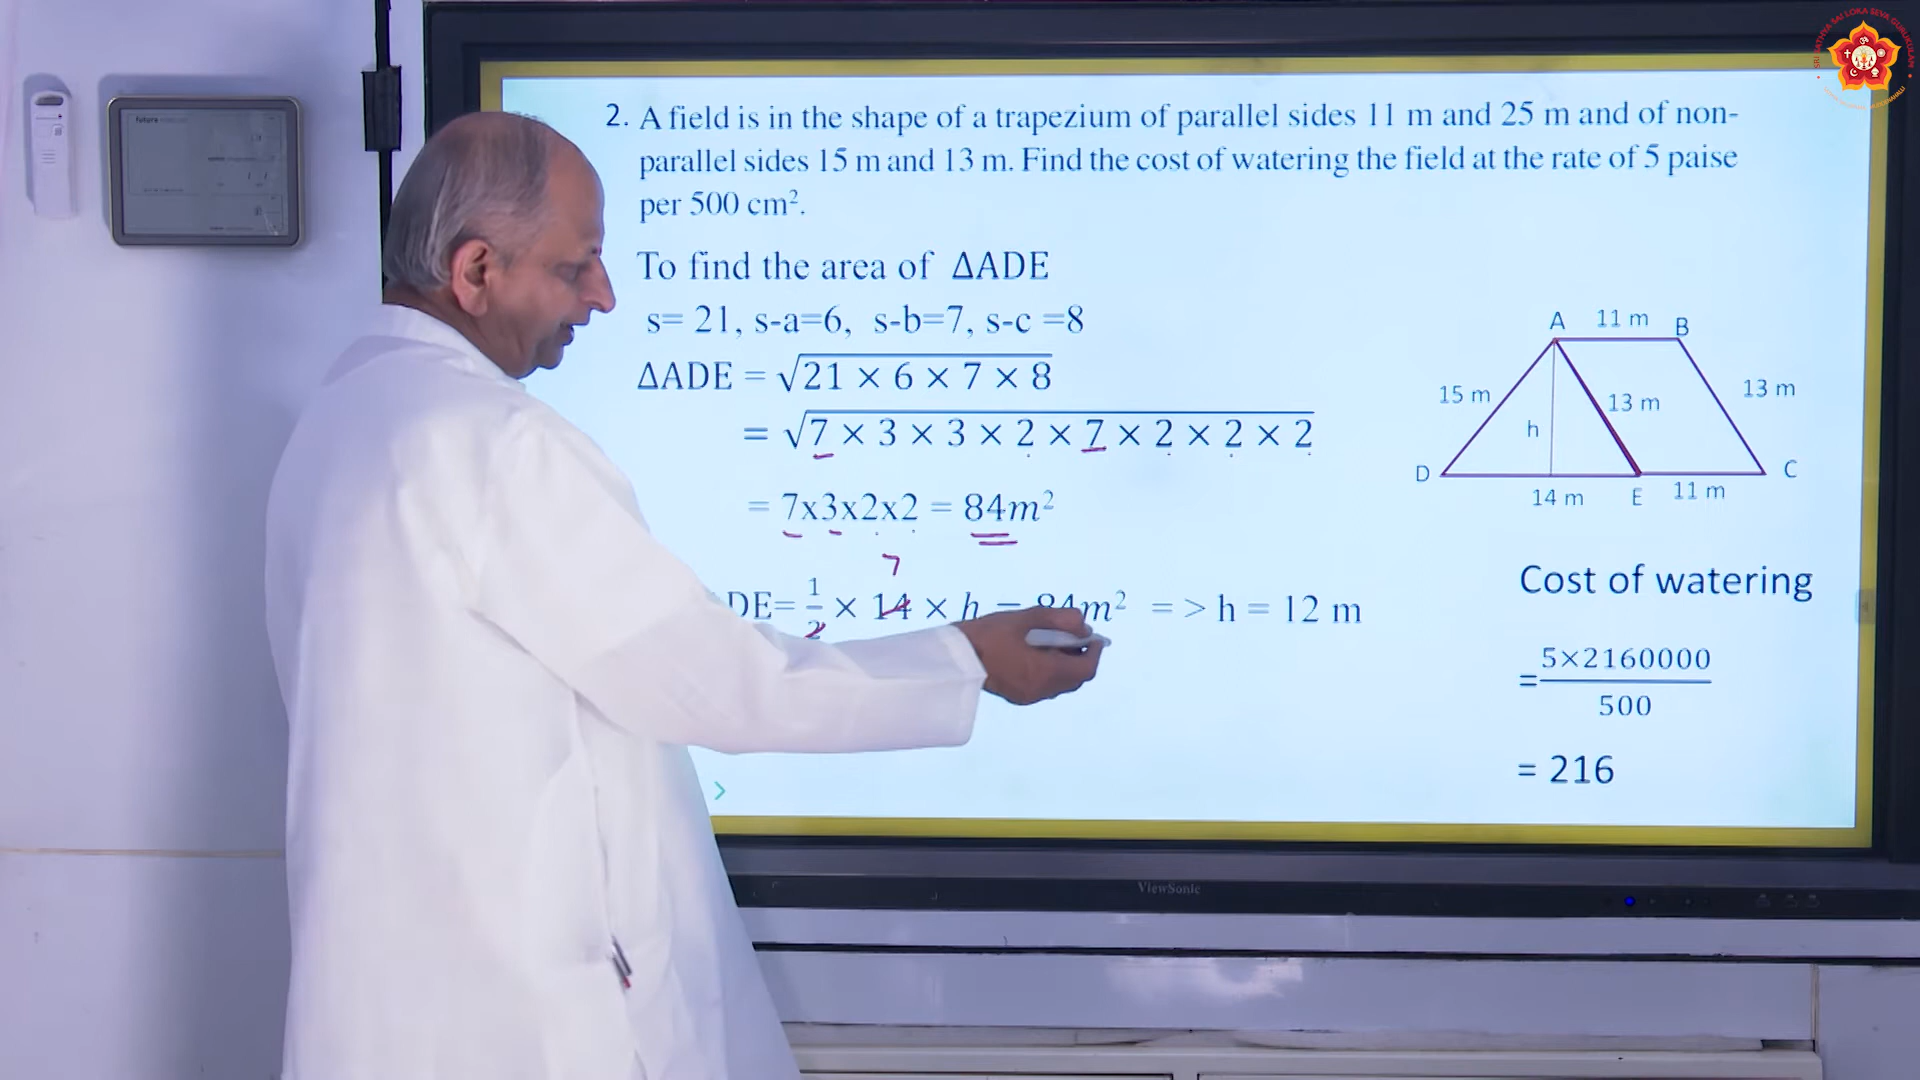 2. A field is in the shape of a trapezium of parallel sides 11 m and 25 m and of non-
parallel sides 15 m and 13 m. Find the cost of watering the field at the rate of 5 paise
per 500 cm².
To find the area of ΔADE
s= 21, s-a=6, s-b=7, s-c =8
ΔADE = √21 × 6 × 7 × 8
= √7 × 3 × 3 × 2 × 7 × 2 × 2 × 2
= 7x3x2x2 = 84m²
7
DE= 1/2 × 14 × h = 84m² = > h = 12 m
A 11 m B
15 m h 13 m 13 m
D 14 m E 11 m C
Cost of watering
= 5×2160000 / 500
= 216
ViewSonic